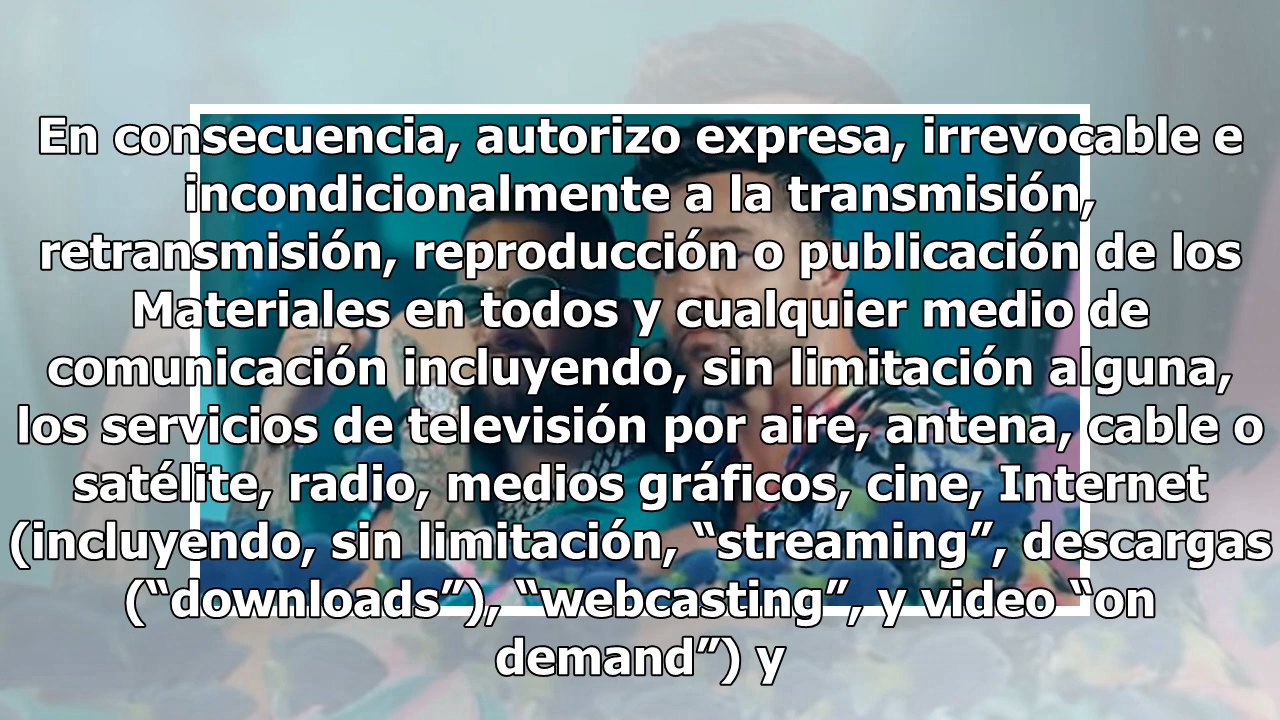 En consecuencia, autorizo expresa, irrevocable e
incondicionalmente a la transmisión,
retransmisión, reproducción o publicación de los
Materiales en todos y cualquier medio de
comunicación incluyendo, sin limitación alguna,
los servicios de televisión por aire, antena, cable o
satélite, radio, medios gráficos, cine, Internet
(incluyendo, sin limitación, “streaming”, descargas
(“downloads”), “webcasting”, y video “on
demand”) y